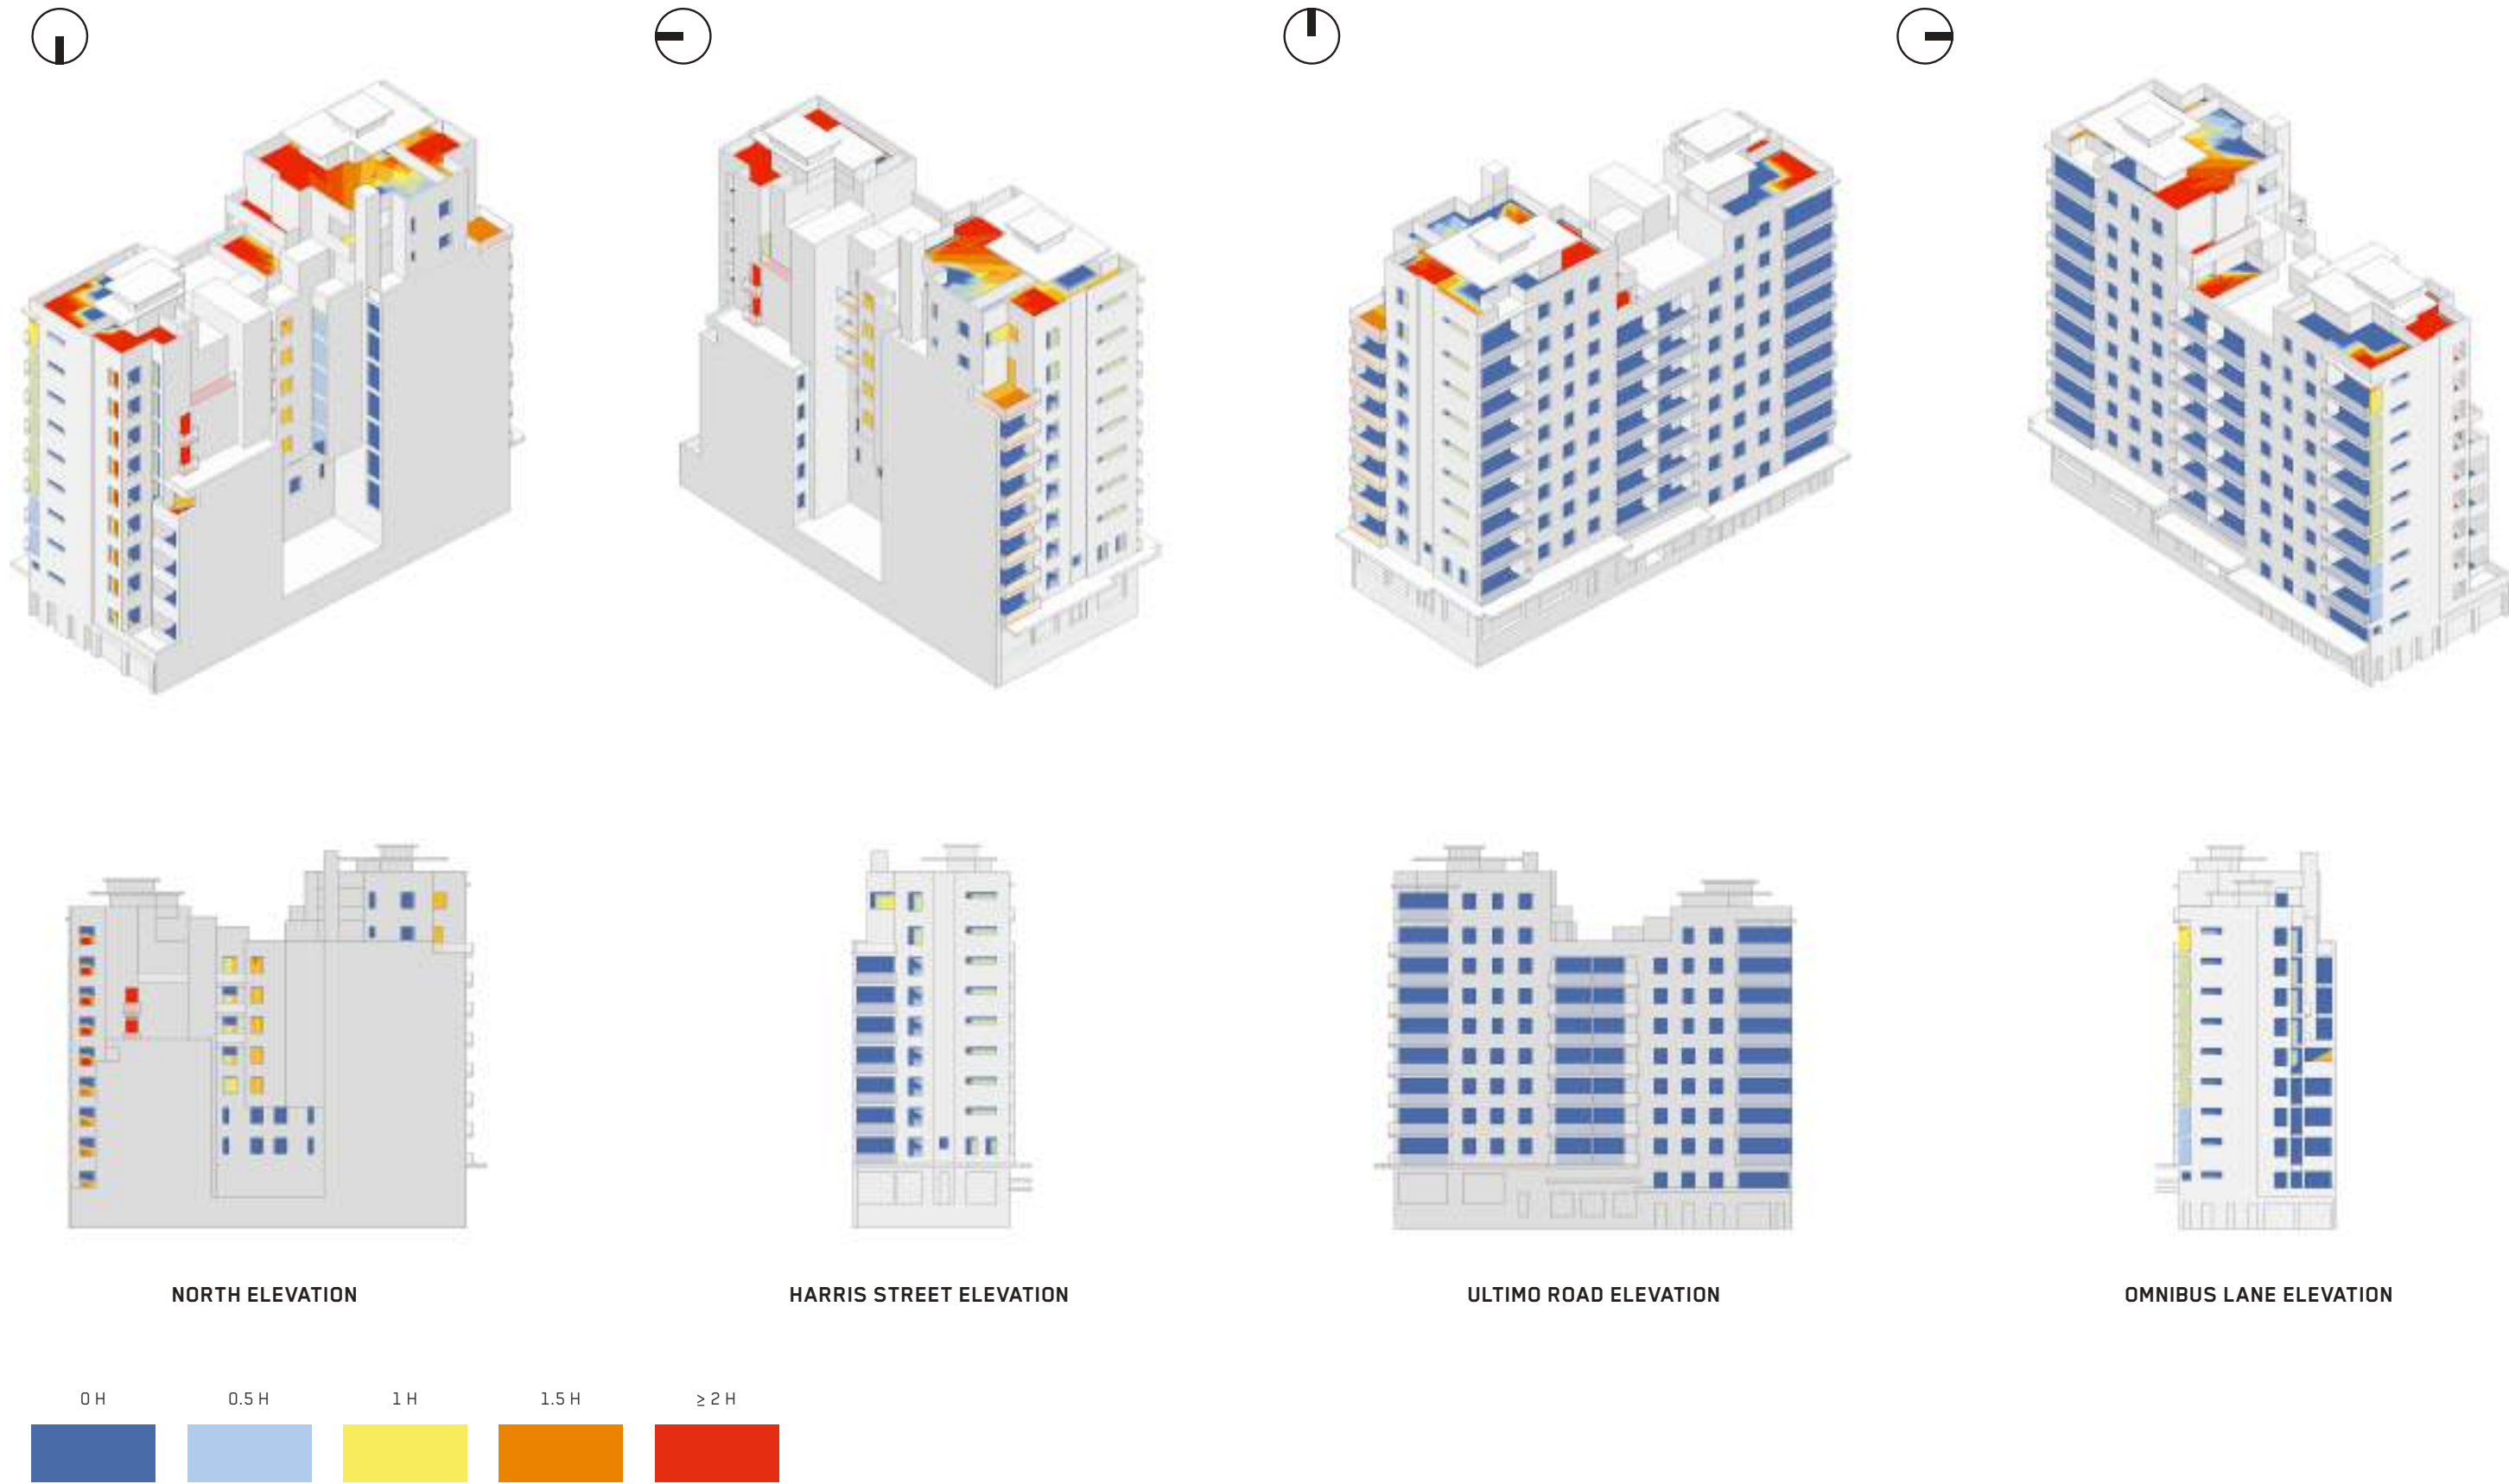 NORTH ELEVATION
HARRIS STREET ELEVATION
ULTIMO ROAD ELEVATION
OMNIBUS LANE ELEVATION
0 H
0.5 H
1 H
1.5 H
≥ 2 H